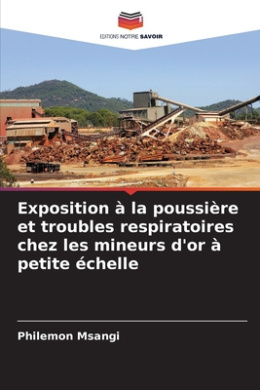 EDITIONS NOTRE SAVOIR
Exposition à la poussière
et troubles respiratoires
chez les mineurs d'or à
petite échelle
Philemon Msangi